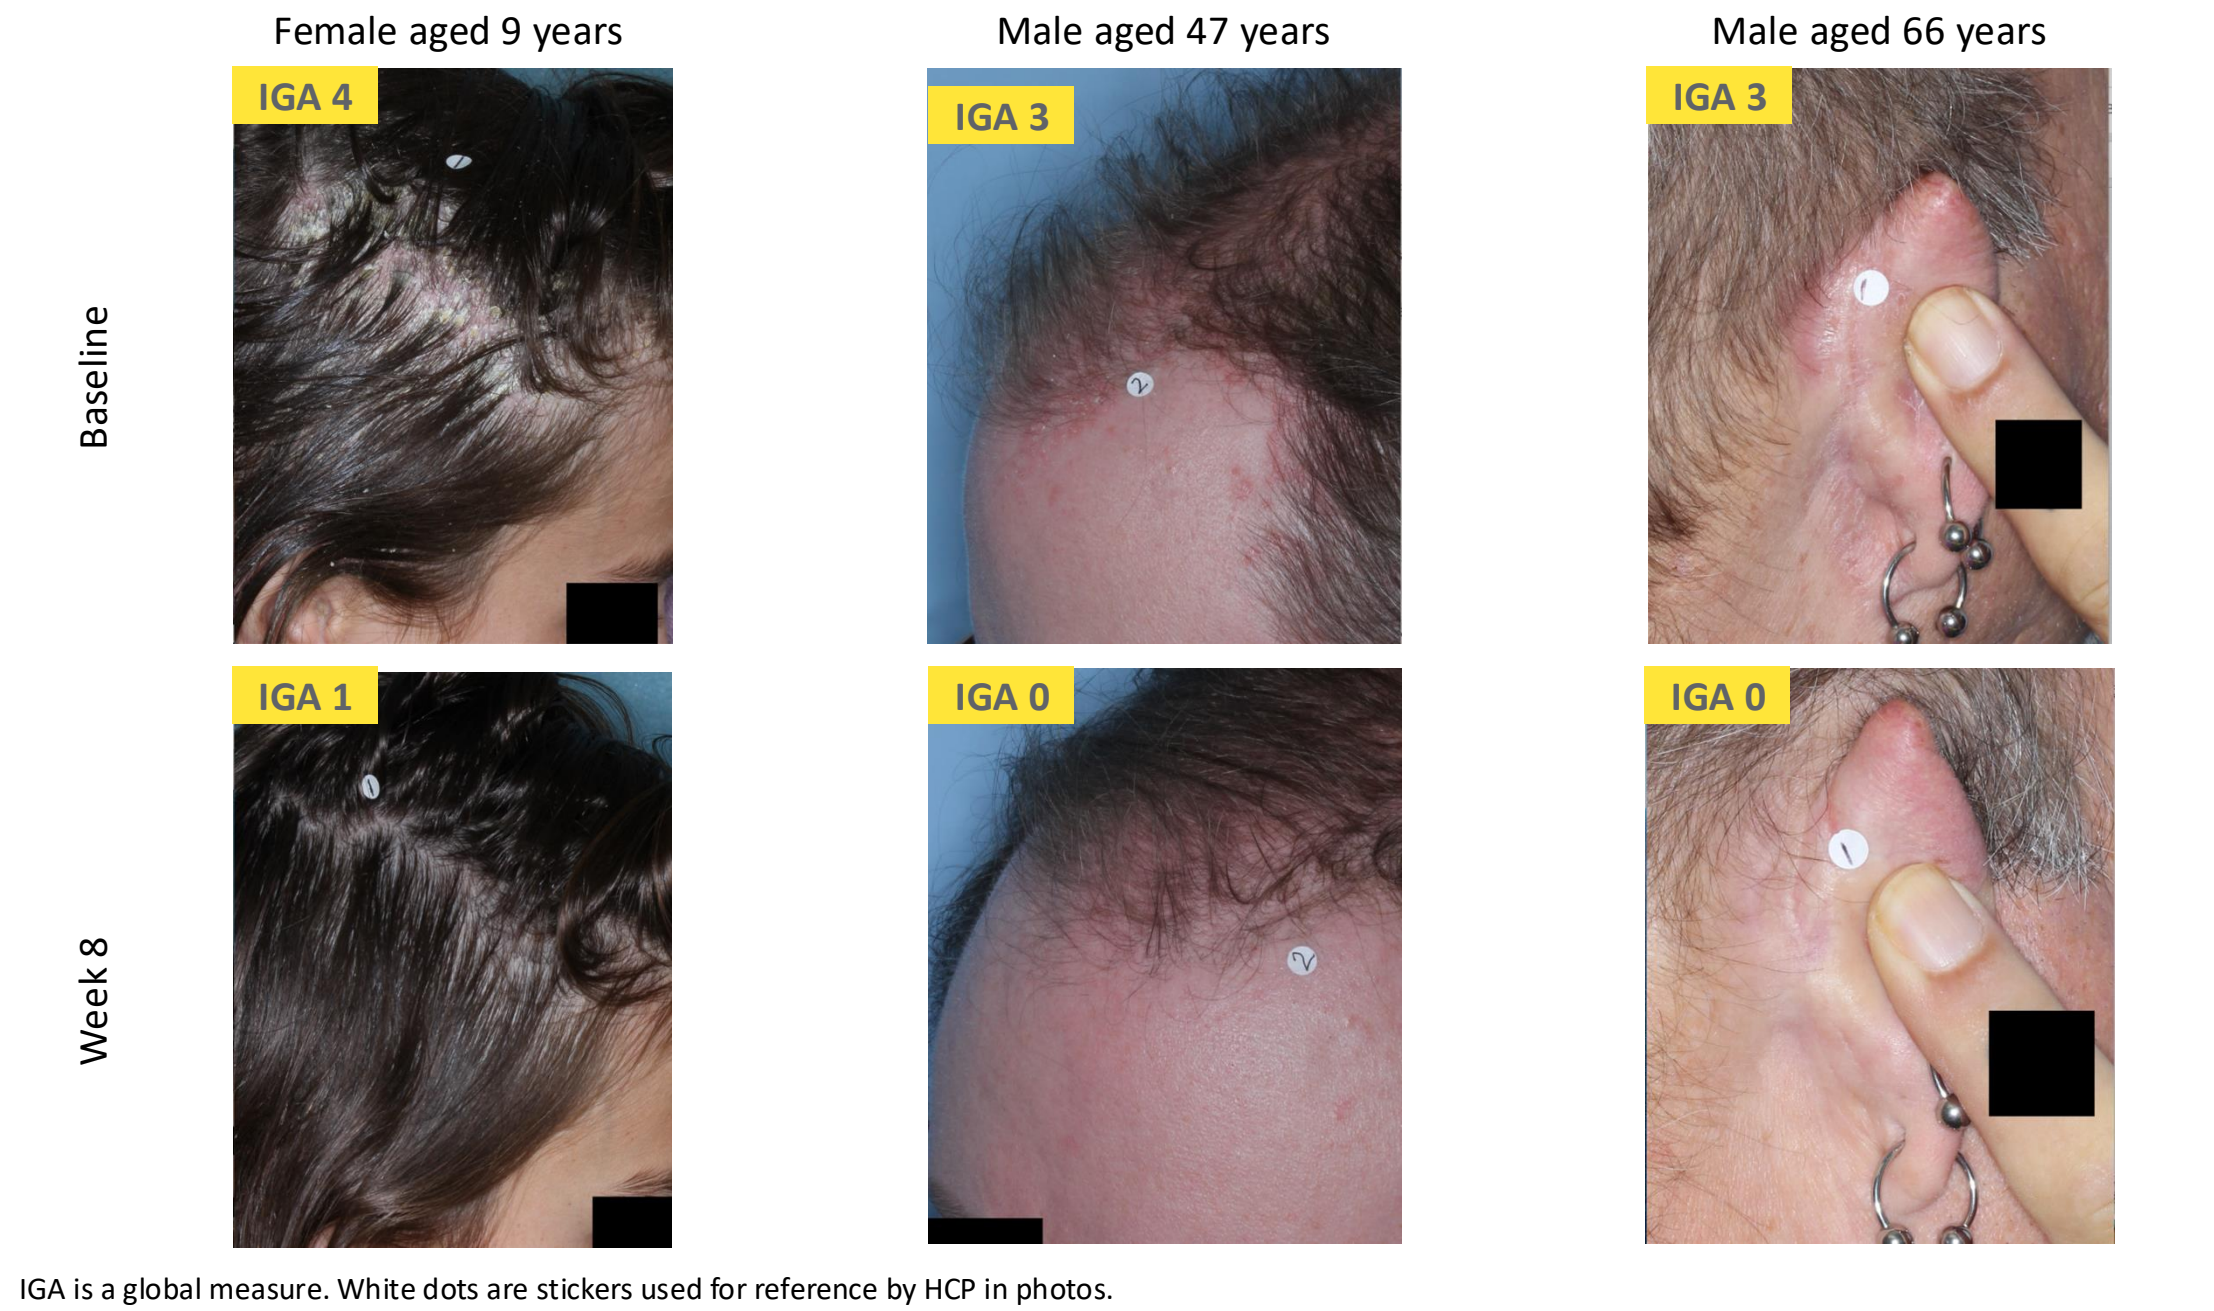 Female aged 9 years
Male aged 47 years
Male aged 66 years
Baseline
IGA 4
IGA 3
IGA 3
2
Week 8
IGA 1
IGA 0
IGA 0
2
IGA is a global measure. White dots are stickers used for reference by HCP in photos.